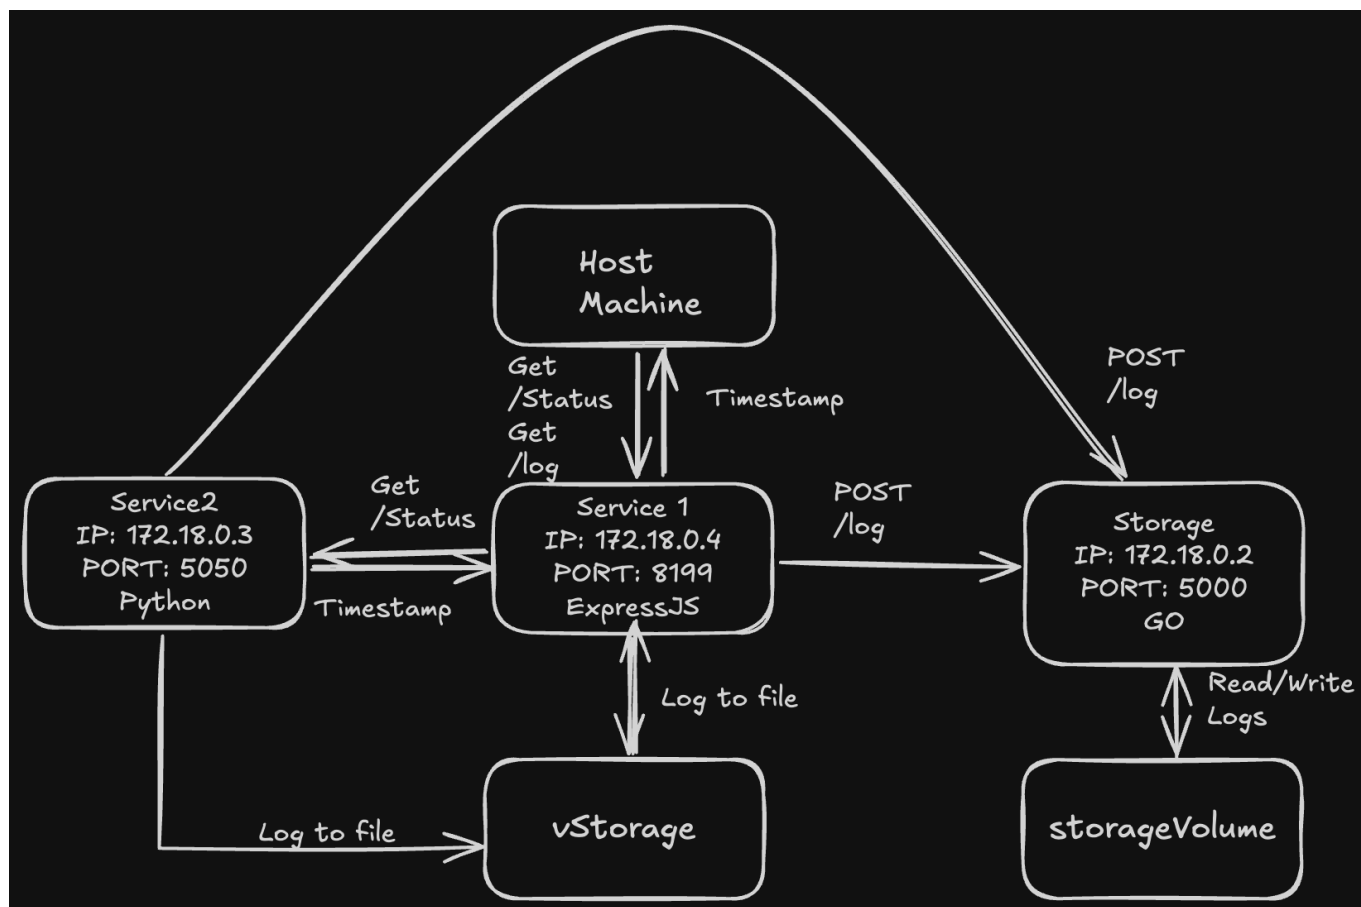 Host
Machine
POST
/log
Get
/Status
Get
/log
Timestamp
Service2
IP: 172.18.0.3
PORT: 5050
Python
Get
/Status
Timestamp
Service 1
IP: 172.18.0.4
PORT: 8199
ExpressJS
POST
/log
Storage
IP: 172.18.0.2
PORT: 5000
GO
Log to file
Read/Write
Logs
Log to file
vStorage
storageVolume